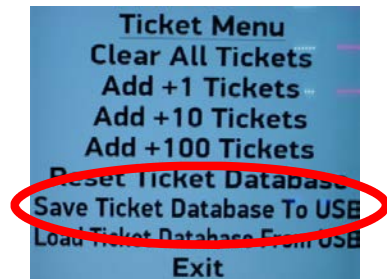 Ticket Menu
Clear All Tickets
Add +1 Tickets
Add +10 Tickets
Add +100 Tickets
Reset Ticket Database
Save Ticket Database To USB
Load Ticket Database From USB
Exit